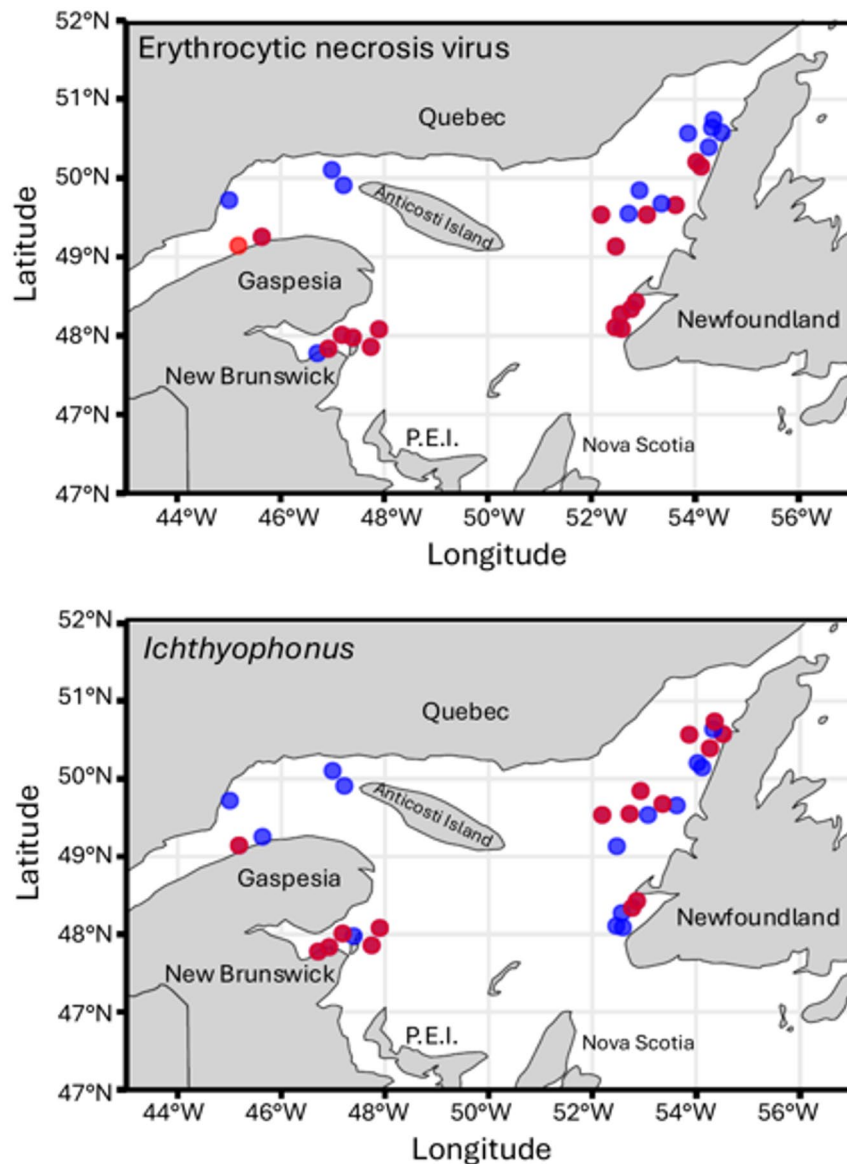 52°N
Erythrocytic necrosis virus
51°N
Quebec
50°N
Anticosti Island
49°N
Gaspesia
48°N
Newfoundland
New Brunswick
47°N
P.E.I.
Nova Scotia
47°N
44°W 46°W 48°W 50°W 52°W 54°W 56°W
Latitude
Longitude
52°N
Ichthyophonus
51°N
Quebec
50°N
Anticosti Island
49°N
Gaspesia
48°N
Newfoundland
New Brunswick
47°N
P.E.I.
Nova Scotia
47°N
44°W 46°W 48°W 50°W 52°W 54°W 56°W
Latitude
Longitude